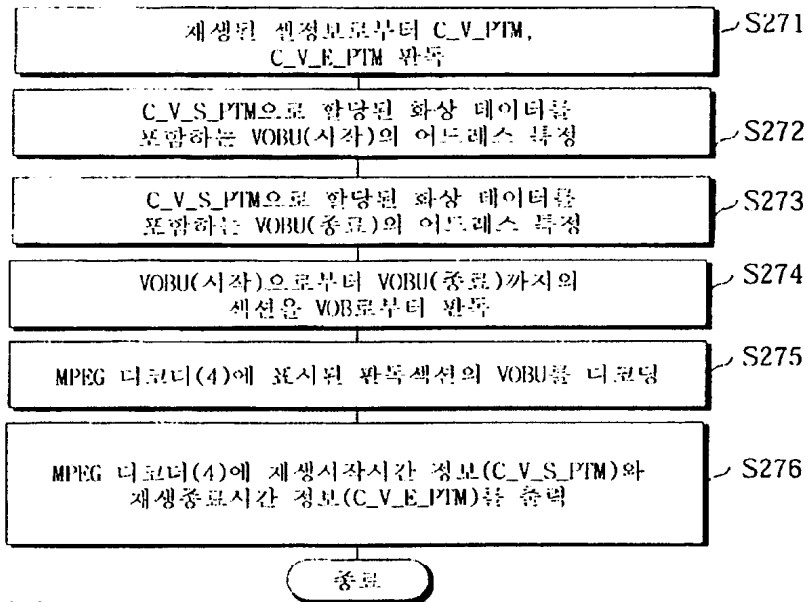 재생된 셀정보로부터 C_V_PTM,
C_V_E_PTM 판독
S271
C_V_S_PTM으로 할당된 화상 데이터를
포함하는 VOBU(시작)의 어드레스 특정
S272
C_V_S_PTM으로 할당된 화상 데이터를
포함하는 VOBU(종료)의 어드레스 특정
S273
VOBU(시작)으로부터 VOBU(종료)까지의
섹션을 VOB로부터 판독
S274
MPEG 디코더(4)에 표시된 판독섹션의 VOBU를 디코딩
S275
MPEG 디코더(4)에 재생시작시간 정보(C_V_S_PTM)와
재생종료시간 정보(C_V_E_PTM)를 출력
S276
종료